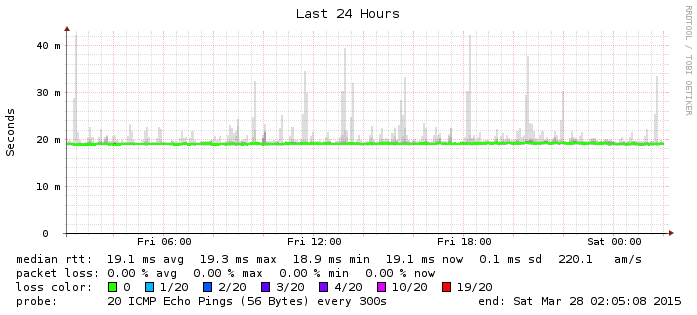 Last 24 Hours
RRDTOOL / TOBI OETIKER
Seconds
40 m
30 m
20 m
10 m
0
Fri 06:00 Fri 12:00 Fri 18:00 Sat 00:00
median rtt: 19.1 ms avg 19.3 ms max 18.9 ms min 19.1 ms now 0.1 ms sd 220.1 am/s
packet loss: 0.00 % avg 0.00 % max 0.00 % min 0.00 % now
loss color: 0 1/20 2/20 3/20 4/20 10/20 19/20
probe: 20 ICMP Echo Pings (56 Bytes) every 300s end: Sat Mar 28 02:05:08 2015